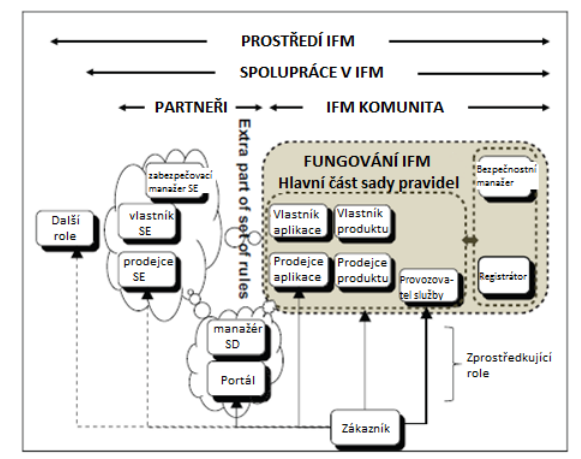 PROSTŘEDÍ IFM
SPOLUPRÁCE V IFM
PARTNEŘI
IFM KOMUNITA
Extra part of set of rules
FUNGOVÁNÍ IFM
Hlavní část sady pravidel
zabezpečovací
manažer SE
Bezpečnostní
manažer
Další
role
vlastník
SE
Vlastník
aplikace
Vlastník
produktu
prodejce
SE
Prodejce
aplikace
Prodejce
produktu
Provozova-
tel služby
Registrátor
manažér
SD
Portál
Zprostředkující
role
Zákazník